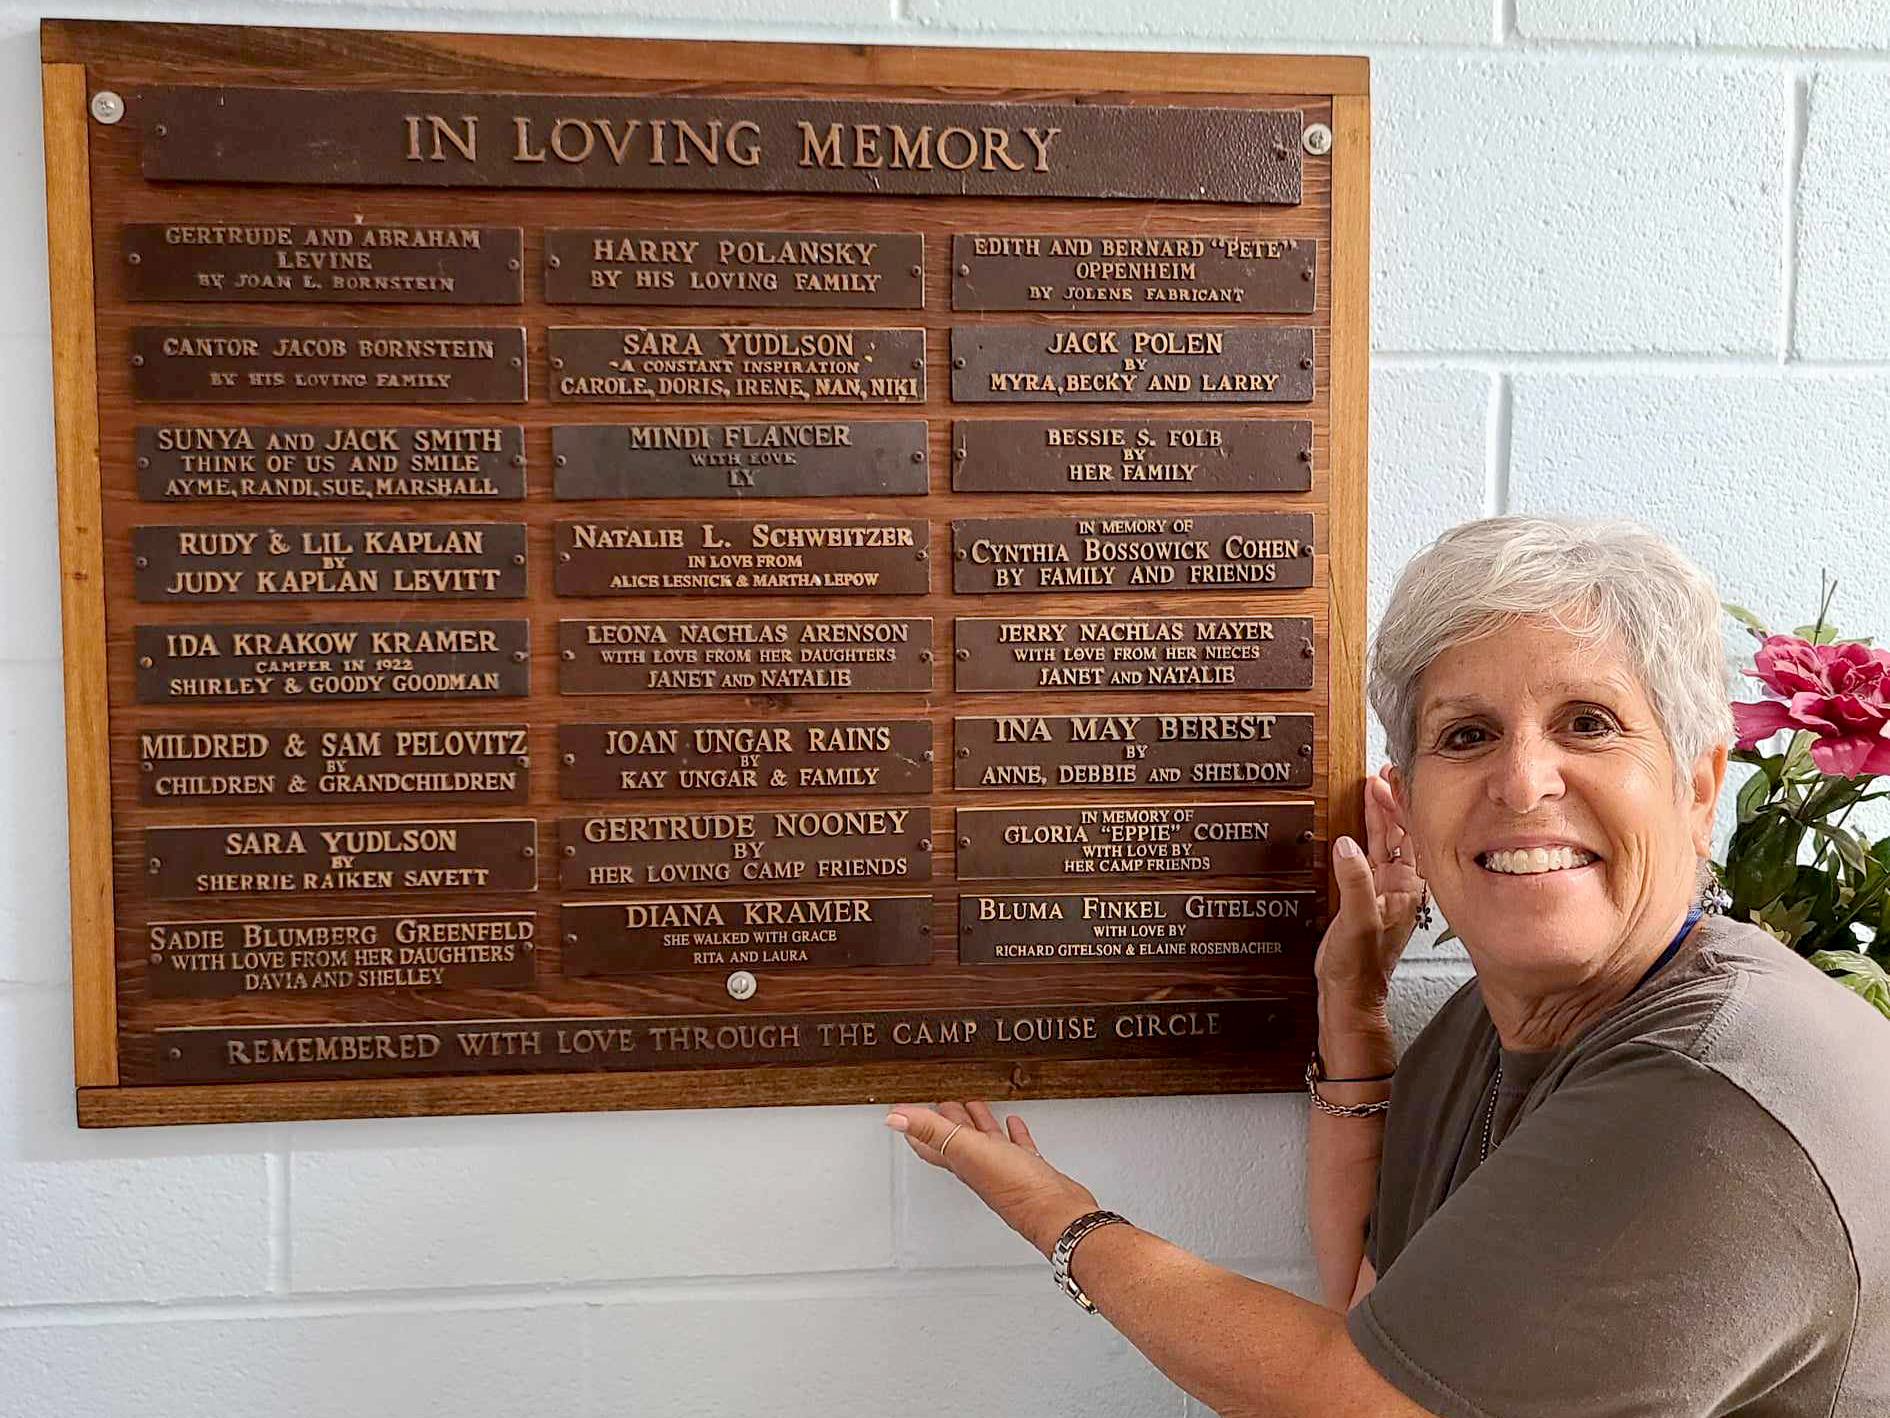 IN LOVING MEMORY
GERTRUDE AND ABRAHAM
LEVINE
BY JOAN L. BORNSTEIN
HARRY POLANSKY
BY HIS LOVING FAMILY
EDITH AND BERNARD "PETE"
OPPENHEIM
BY JOLENE FABRICANT
CANTOR JACOB BORNSTEIN
BY HIS LOVING FAMILY
SARA YUDLSON
A CONSTANT INSPIRATION
CAROLE, DORIS, IRENE, NAN, NIKI
JACK POLEN
BY
MYRA, BECKY AND LARRY
SUNYA AND JACK SMITH
THINK OF US AND SMILE
AYME, RANDI, SUE, MARSHALL
MINDI FLANCER
WITH LOVE
LY
BESSIE S. FOLB
BY
HER FAMILY
RUDY & LIL KAPLAN
BY
JUDY KAPLAN LEVITT
NATALIE L. SCHWEITZER
IN LOVE FROM
ALICE LESNICK & MARTHA LEPOW
IN MEMORY OF
CYNTHIA BOSSOWICK COHEN
BY FAMILY AND FRIENDS
IDA KRAKOW KRAMER
CAMPER IN 1922
SHIRLEY & GOODY GOODMAN
LEONA NACHLAS ARENSON
WITH LOVE FROM HER DAUGHTERS
JANET AND NATALIE
JERRY NACHLAS MAYER
WITH LOVE FROM HER NIECES
JANET AND NATALIE
MILDRED & SAM PELOVITZ
BY
CHILDREN & GRANDCHILDREN
JOAN UNGAR RAINS
BY
KAY UNGAR & FAMILY
INA MAY BEREST
BY
ANNE, DEBBIE AND SHELDON
SARA YUDLSON
BY
SHERRIE RAIKEN SAVETT
GERTRUDE NOONEY
BY
HER LOVING CAMP FRIENDS
IN MEMORY OF
GLORIA "EPPIE" COHEN
WITH LOVE BY
HER CAMP FRIENDS
SADIE BLUMBERG GREENFELD
WITH LOVE FROM HER DAUGHTERS
DAVIA AND SHELLEY
DIANA KRAMER
SHE WALKED WITH GRACE
RITA AND LAURA
BLUMA FINKEL GITELSON
WITH LOVE BY
RICHARD GITELSON & ELAINE ROSENBACHER
REMEMBERED WITH LOVE THROUGH THE CAMP LOUISE CIRCLE